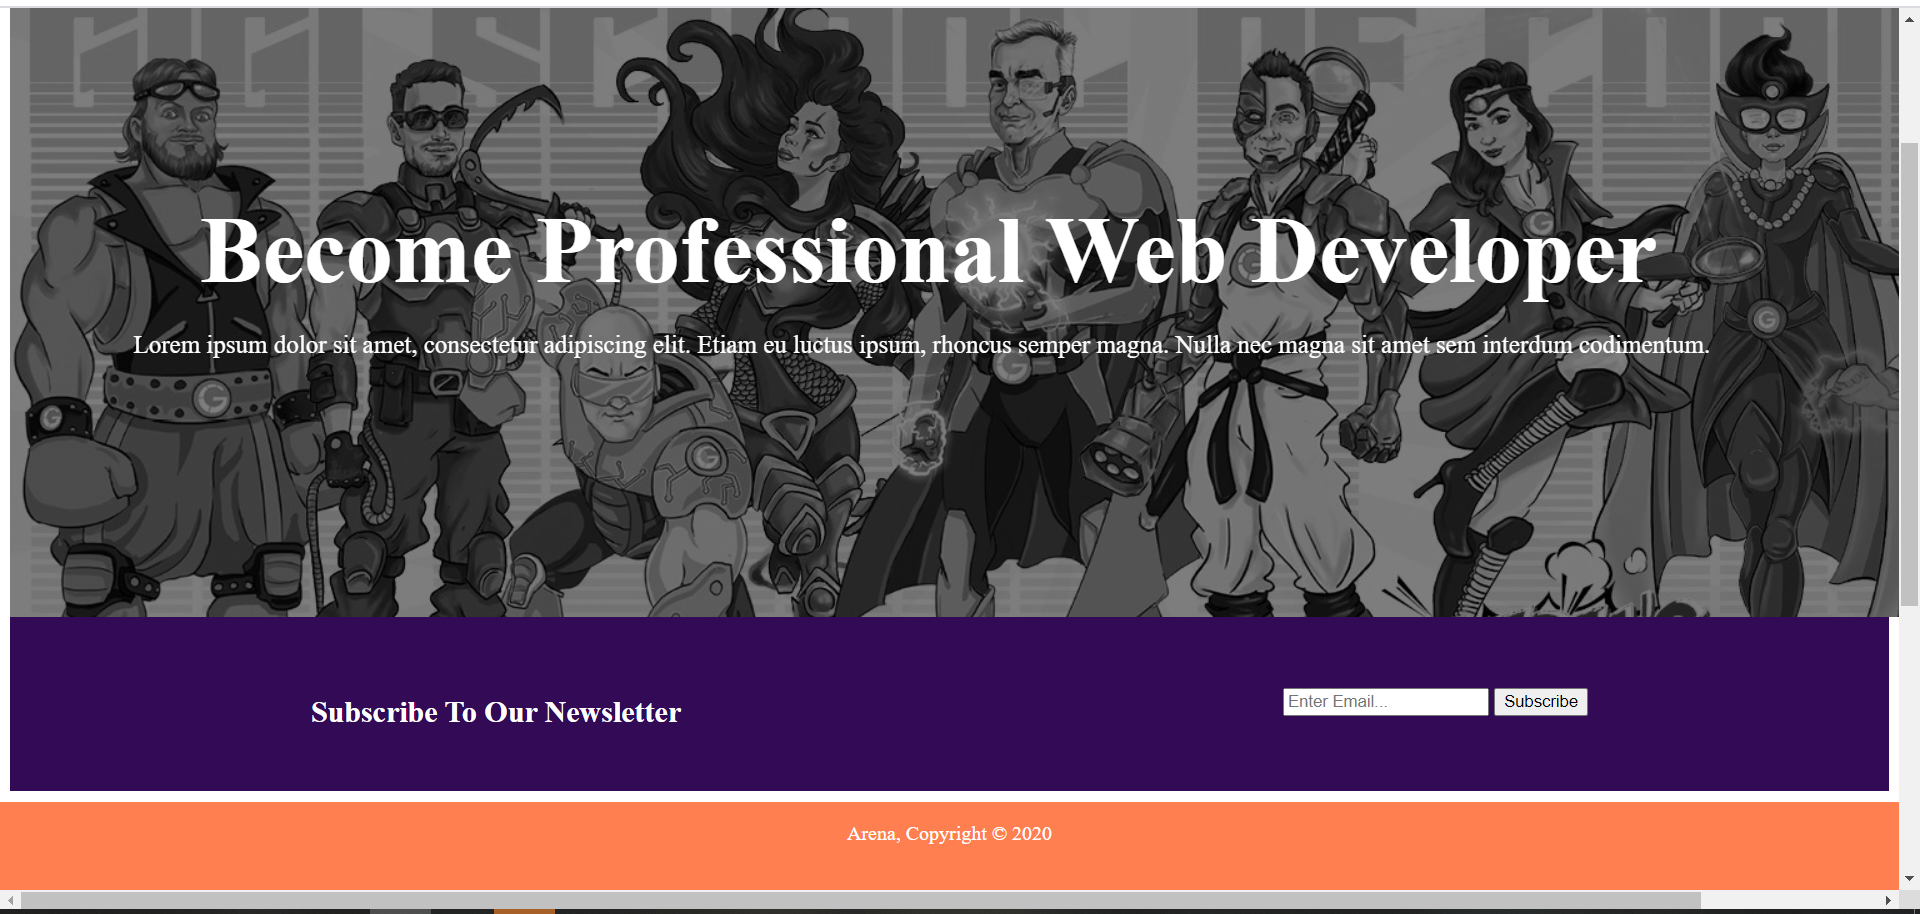 Become Professional Web Developer
Lorem ipsum dolor sit amet, consectetur adipiscing elit. Etiam eu luctus ipsum, rhoncus semper magna. Nulla nec magna sit amet sem interdum codimentum.
Subscribe To Our Newsletter
Enter Email... Subscribe
Arena, Copyright © 2020